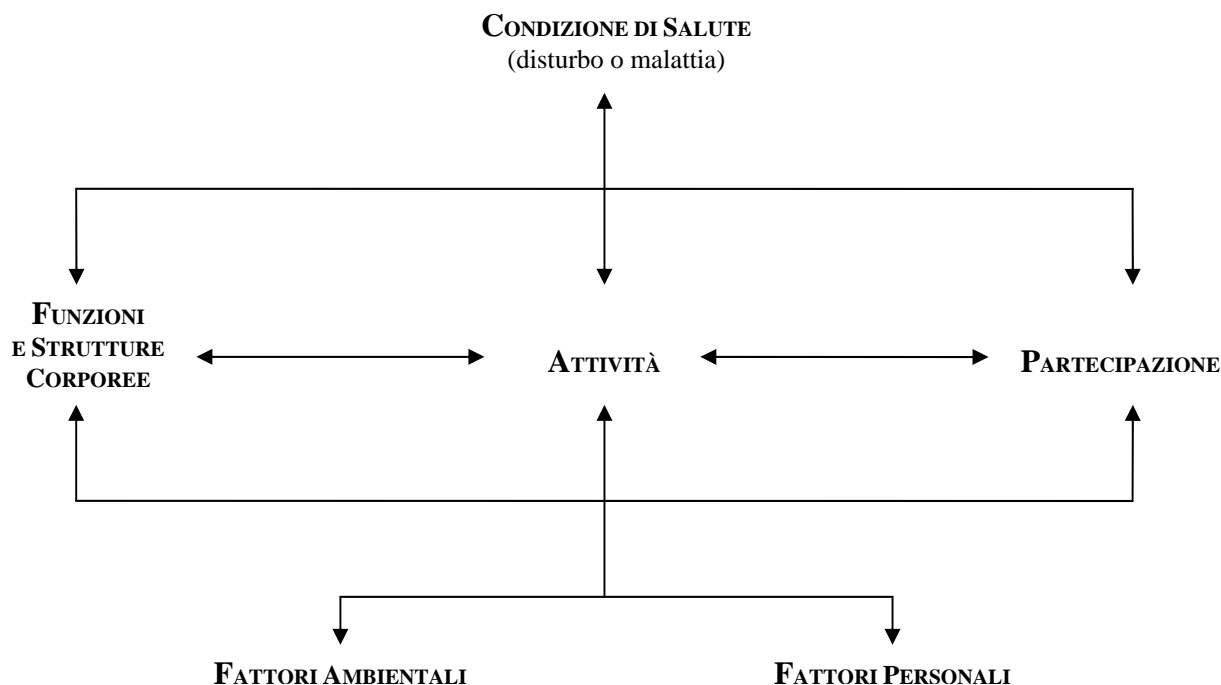 CONDIZIONE DI SALUTE
(disturbo o malattia)
FUNZIONI
E STRUTTURE
CORPOREE
ATTIVITÀ
PARTECIPAZIONE
FATTORI AMBIENTALI
FATTORI PERSONALI